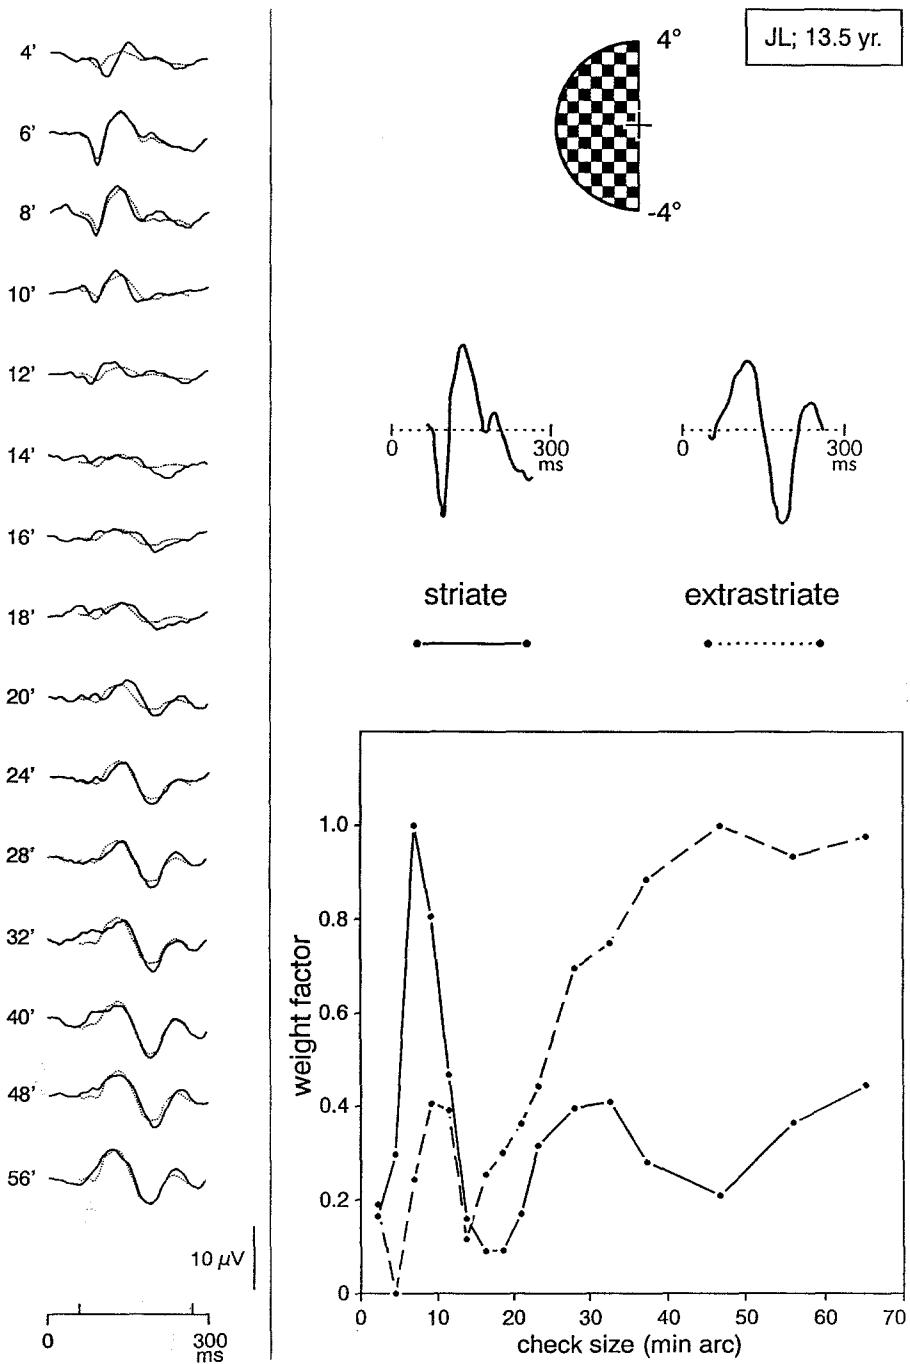 4'
6'
8'
10'
12'
14'
16'
18'
20'
24'
28'
32'
40'
48'
56'
10 µV
0 300
ms
JL; 13.5 yr.
4°
-4°
0 300
ms
0 300
ms
striate
extrastriate
weight factor
1.0
0.8
0.6
0.4
0.2
0
0 10 20 30 40 50 60 70
check size (min arc)